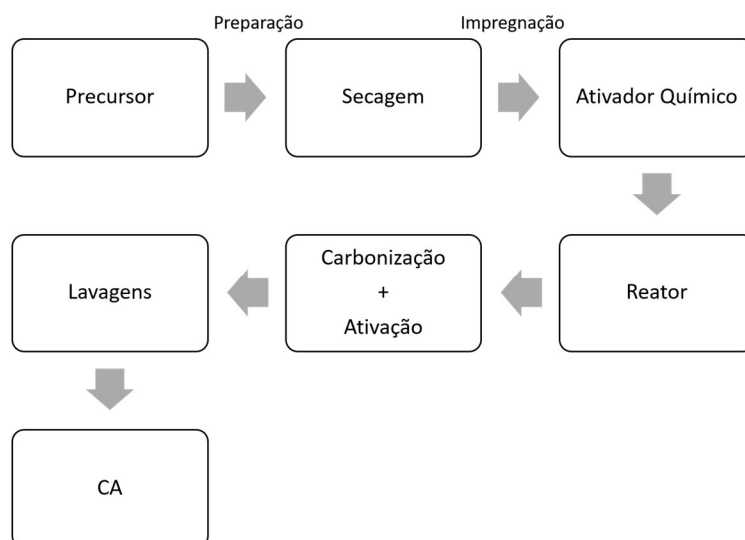 Preparação
Impregnação
Precursor
Secagem
Ativador Químico
Reator
Carbonização
+
Ativação
Lavagens
CA